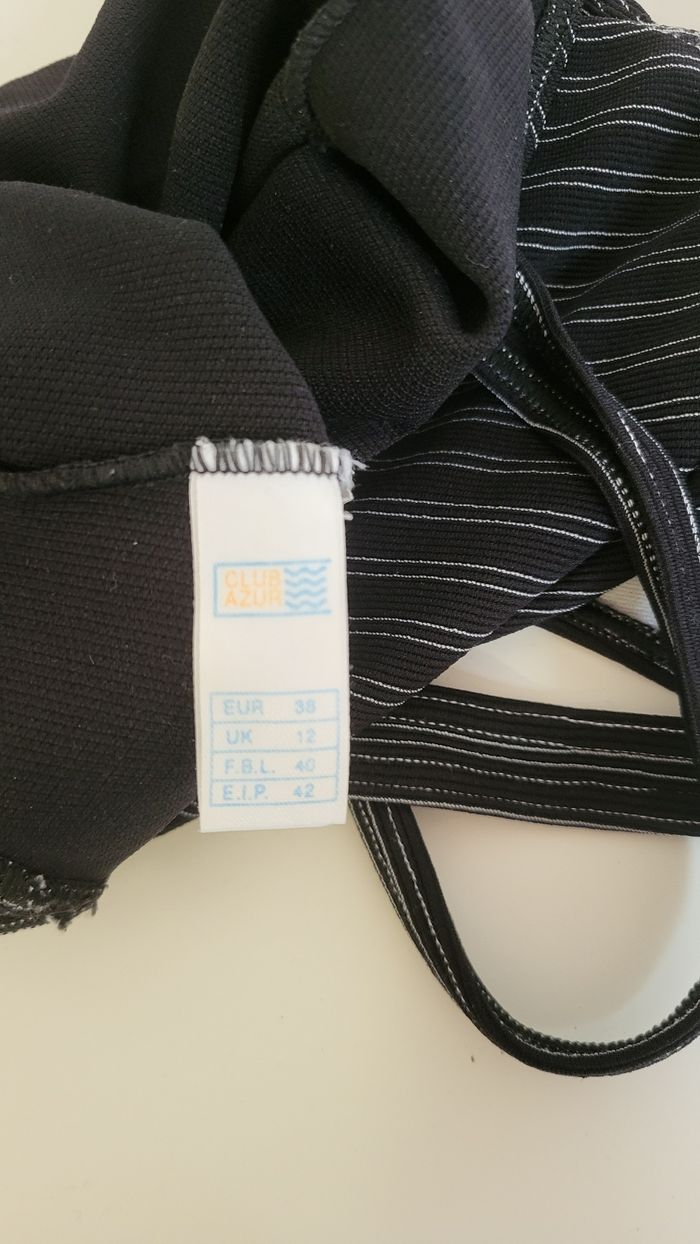 CLUB
AZUR
EUR 38
UK 12
F.B.L. 40
E.I.P. 42